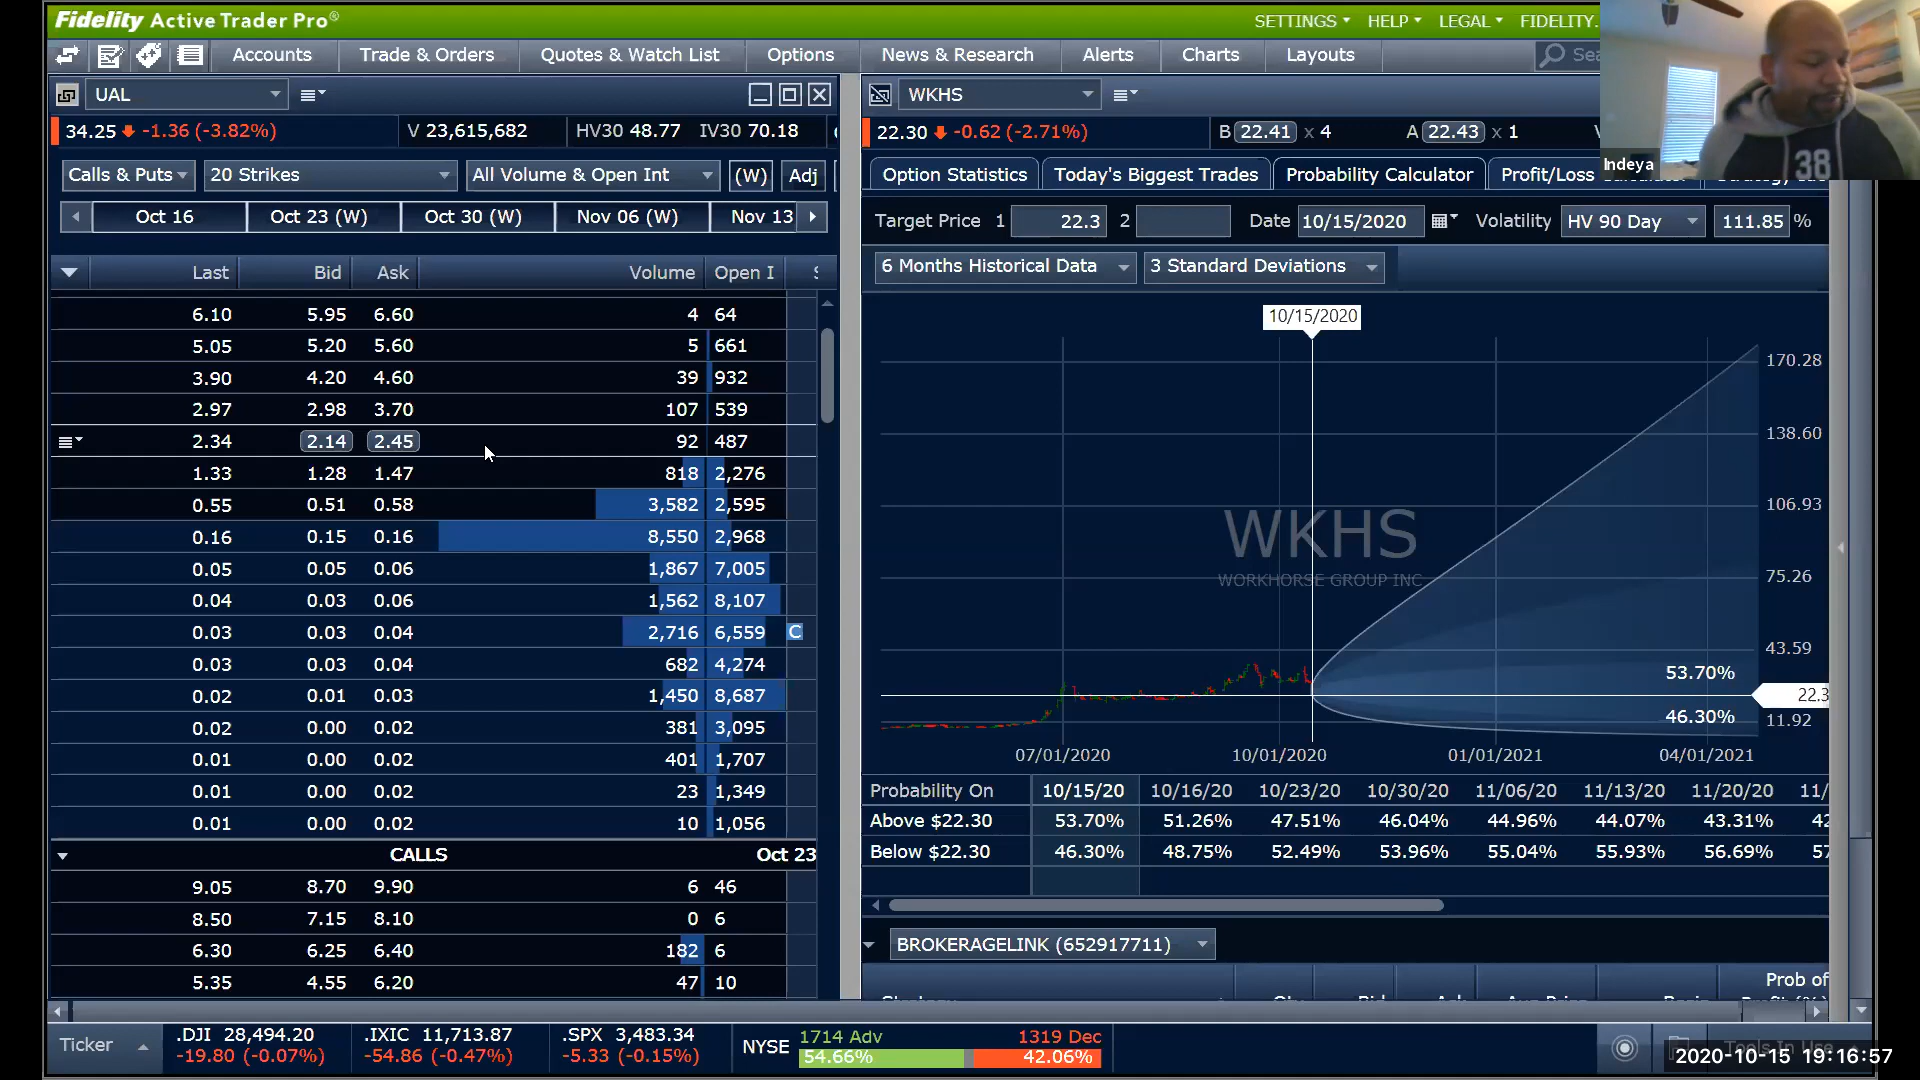 Fidelity Active Trader Pro®
SETTINGS HELP LEGAL FIDELITY.
Accounts Trade & Orders Quotes & Watch List Options News & Research Alerts Charts Layouts
UAL
34.25 -1.36 (-3.82%) V 23,615,682 HV30 48.77 IV30 70.18
Calls & Puts 20 Strikes All Volume & Open Int (W) Adj
Oct 16 Oct 23 (W) Oct 30 (W) Nov 06 (W) Nov 13
Last Bid Ask Volume Open I
6.10 5.95 6.60 4 64
5.05 5.20 5.60 5 661
3.90 4.20 4.60 39 932
2.97 2.98 3.70 107 539
2.34 2.14 2.45 92 487
1.33 1.28 1.47 818 2,276
0.55 0.51 0.58 3,582 2,595
0.16 0.15 0.16 8,550 2,968
0.05 0.05 0.06 1,867 7,005
0.04 0.03 0.06 1,562 8,107
0.03 0.03 0.04 2,716 6,559 C
0.03 0.03 0.04 682 4,274
0.02 0.01 0.03 1,450 8,687
0.02 0.00 0.02 381 3,095
0.01 0.00 0.02 401 1,707
0.01 0.00 0.02 23 1,349
0.01 0.00 0.02 10 1,056
CALLS Oct 23
9.05 8.70 9.90 6 46
8.50 7.15 8.10 0 6
6.30 6.25 6.40 182 6
5.35 4.55 6.20 47 10
WKHS
22.30 -0.62 (-2.71%) B 22.41 x 4 A 22.43 x 1
Indeya
38
Option Statistics Today's Biggest Trades Probability Calculator Profit/Loss
Target Price 1 22.3 2 Date 10/15/2020 Volatility HV 90 Day 111.85 %
6 Months Historical Data 3 Standard Deviations
10/15/2020
170.28
138.60
106.93
75.26
43.59
11.92
WKHS
WORKHORSE GROUP INC
53.70%
22.3
46.30%
07/01/2020 10/01/2020 01/01/2021 04/01/2021
Probability On 10/15/20 10/16/20 10/23/20 10/30/20 11/06/20 11/13/20 11/20/20 11/
Above $22.30 53.70% 51.26% 47.51% 46.04% 44.96% 44.07% 43.31% 42
Below $22.30 46.30% 48.75% 52.49% 53.96% 55.04% 55.93% 56.69% 57
BROKERAGELINK (652917711)
Prob of
Ticker
.DJI 28,494.20
-19.80 (-0.07%)
.IXIC 11,713.87
-54.86 (-0.47%)
.SPX 3,483.34
-5.33 (-0.15%)
NYSE
1714 Adv 1319 Dec
54.66% 42.06%
Tools In Use
2020-10-15 19:16:57